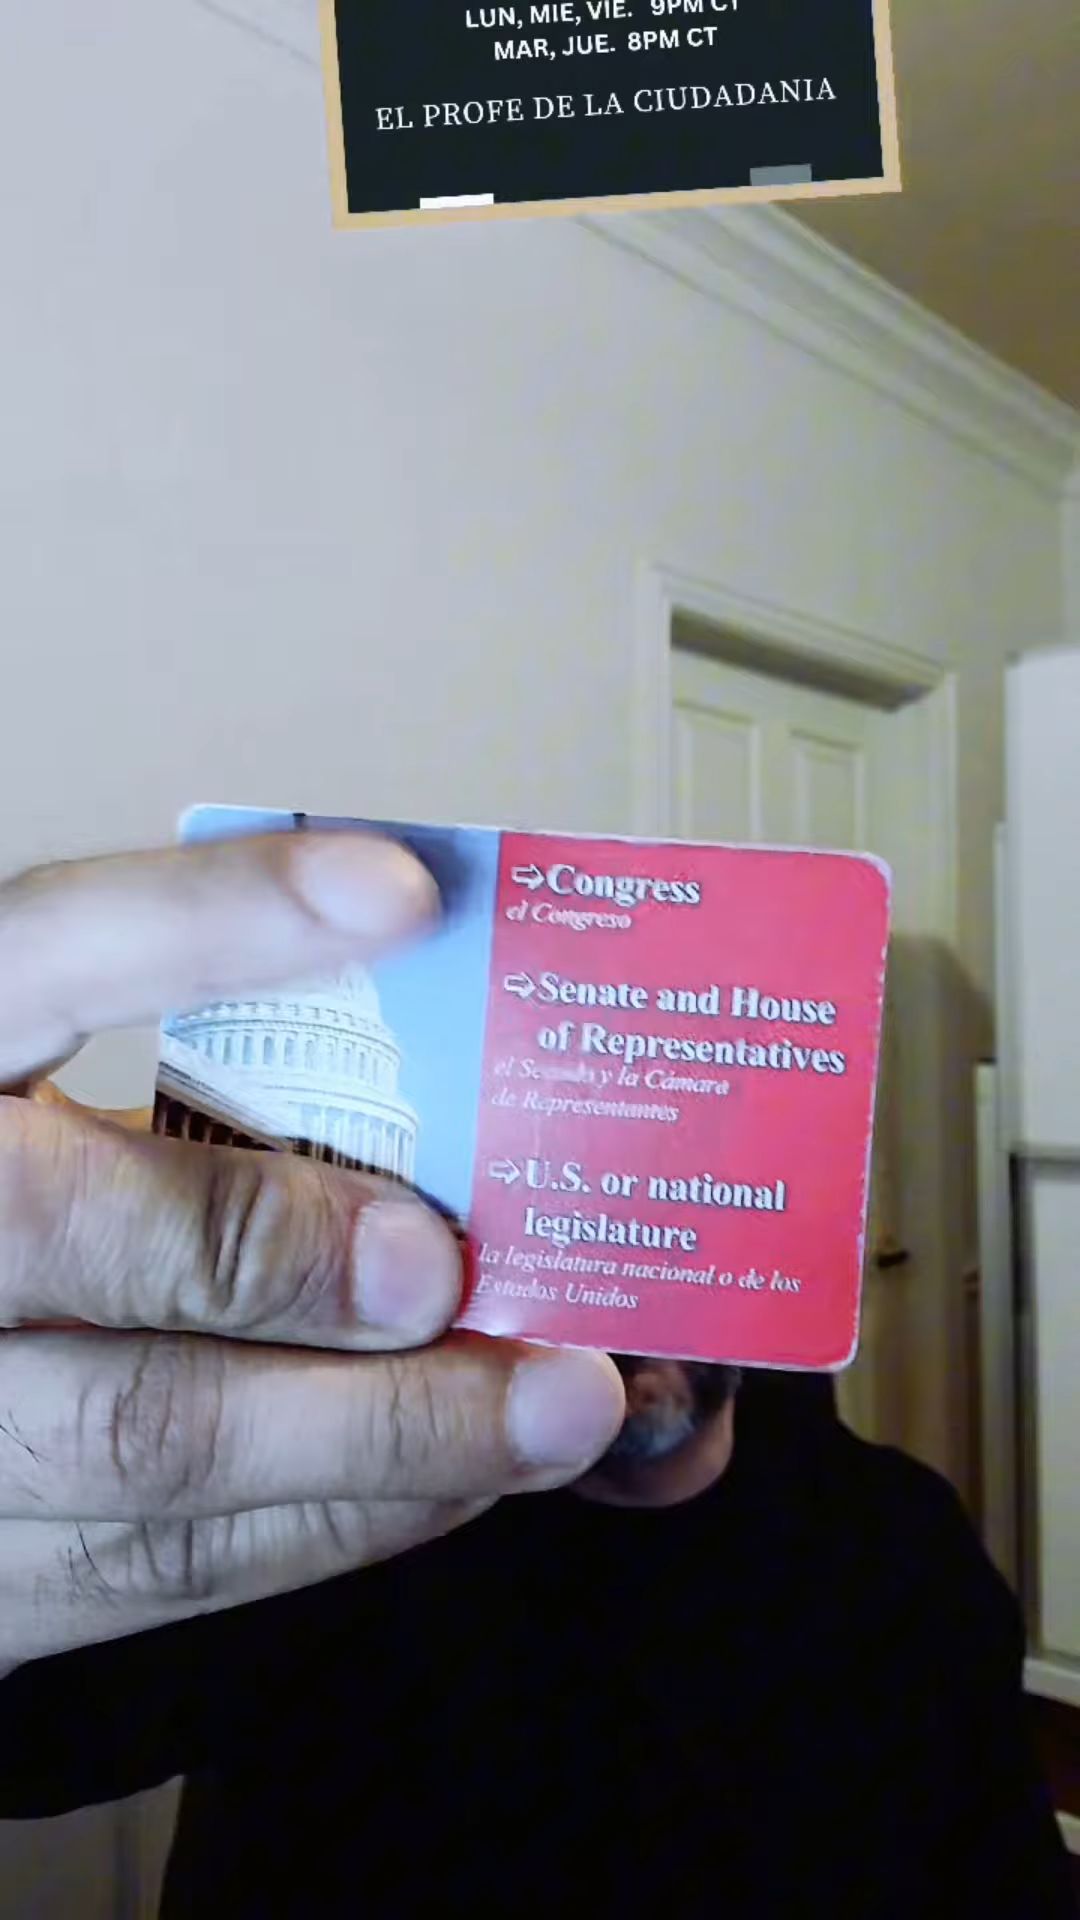 LUN, MIE, VIE. 9PM CT
MAR, JUE. 8PM CT
EL PROFE DE LA CIUDADANIA
⇨Congress
el Congreso
⇨Senate and House
of Representatives
el Senado y la Cámara
de Representantes
⇨U.S. or national
legislature
la legislatura nacional o de los
Estados Unidos